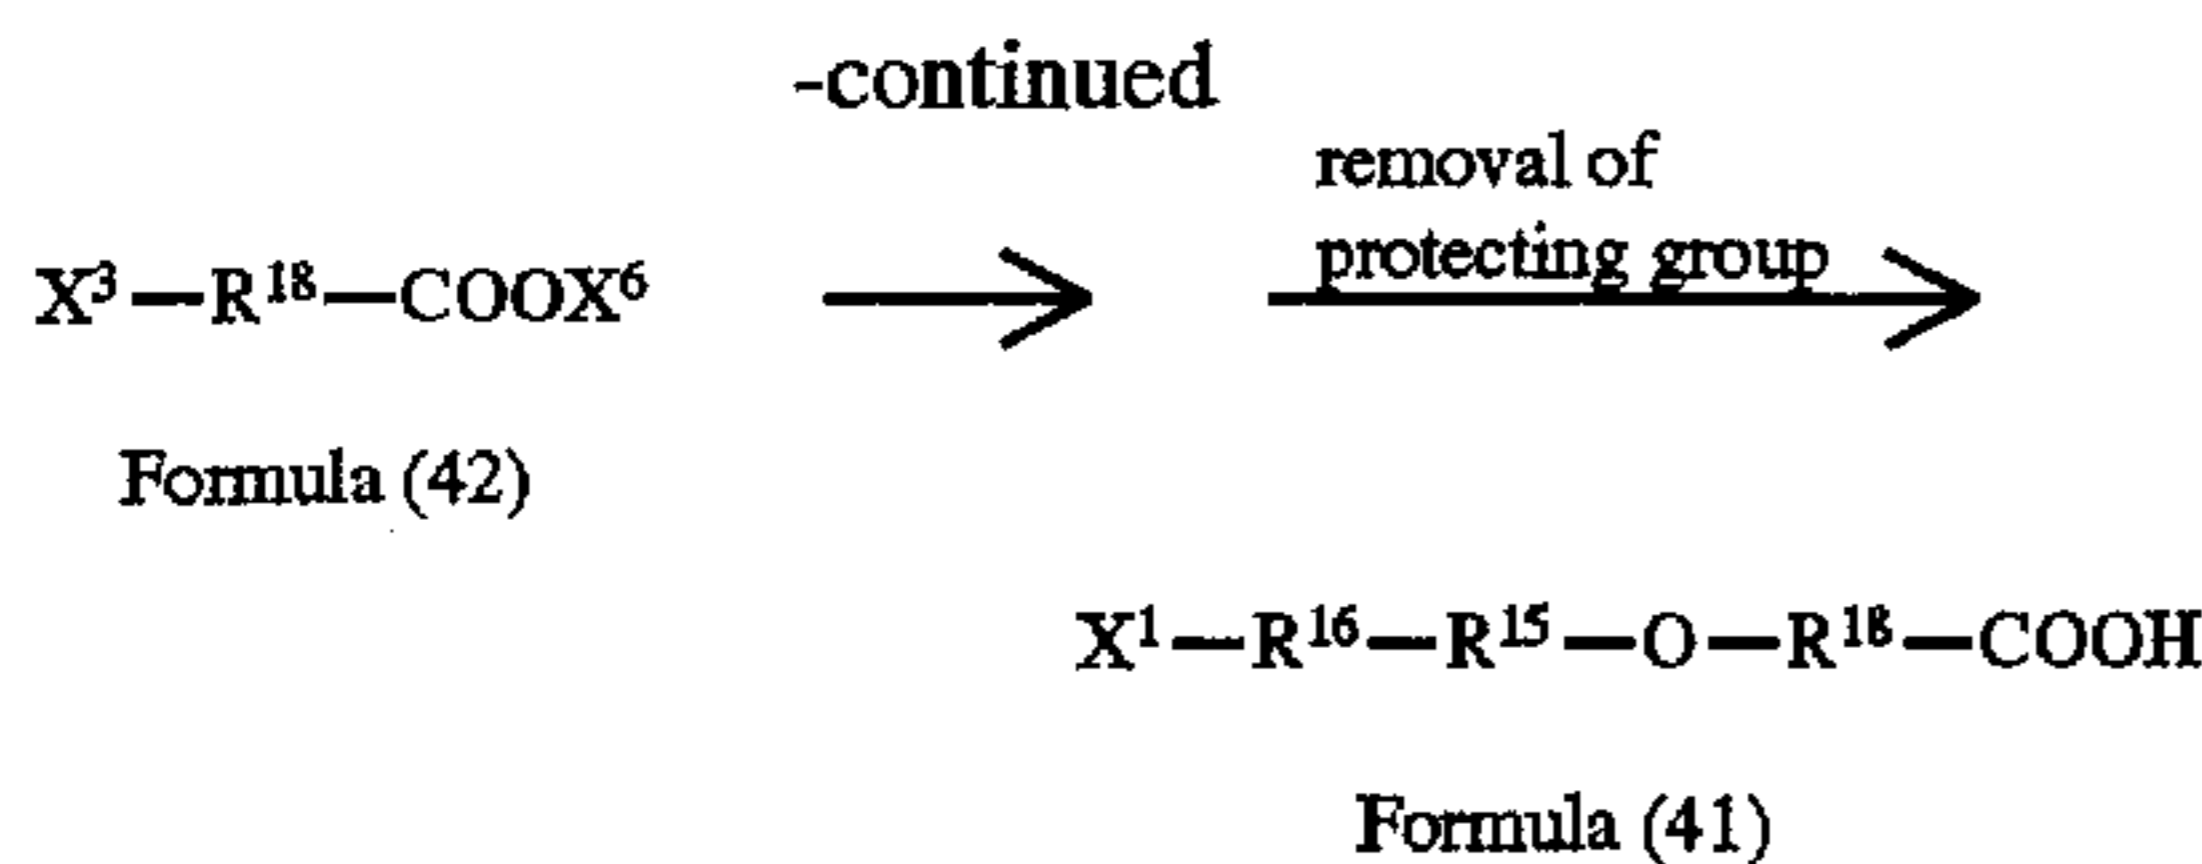 -continued
removal of
protecting group
X³—R¹⁸—COOX⁶
Formula (42)
X¹—R¹⁶—R¹⁵—O—R¹⁸—COOH
Formula (41)